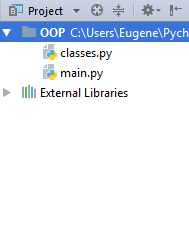 Project
OOP C:\Users\Eugene\Pych
classes.py
main.py
External Libraries